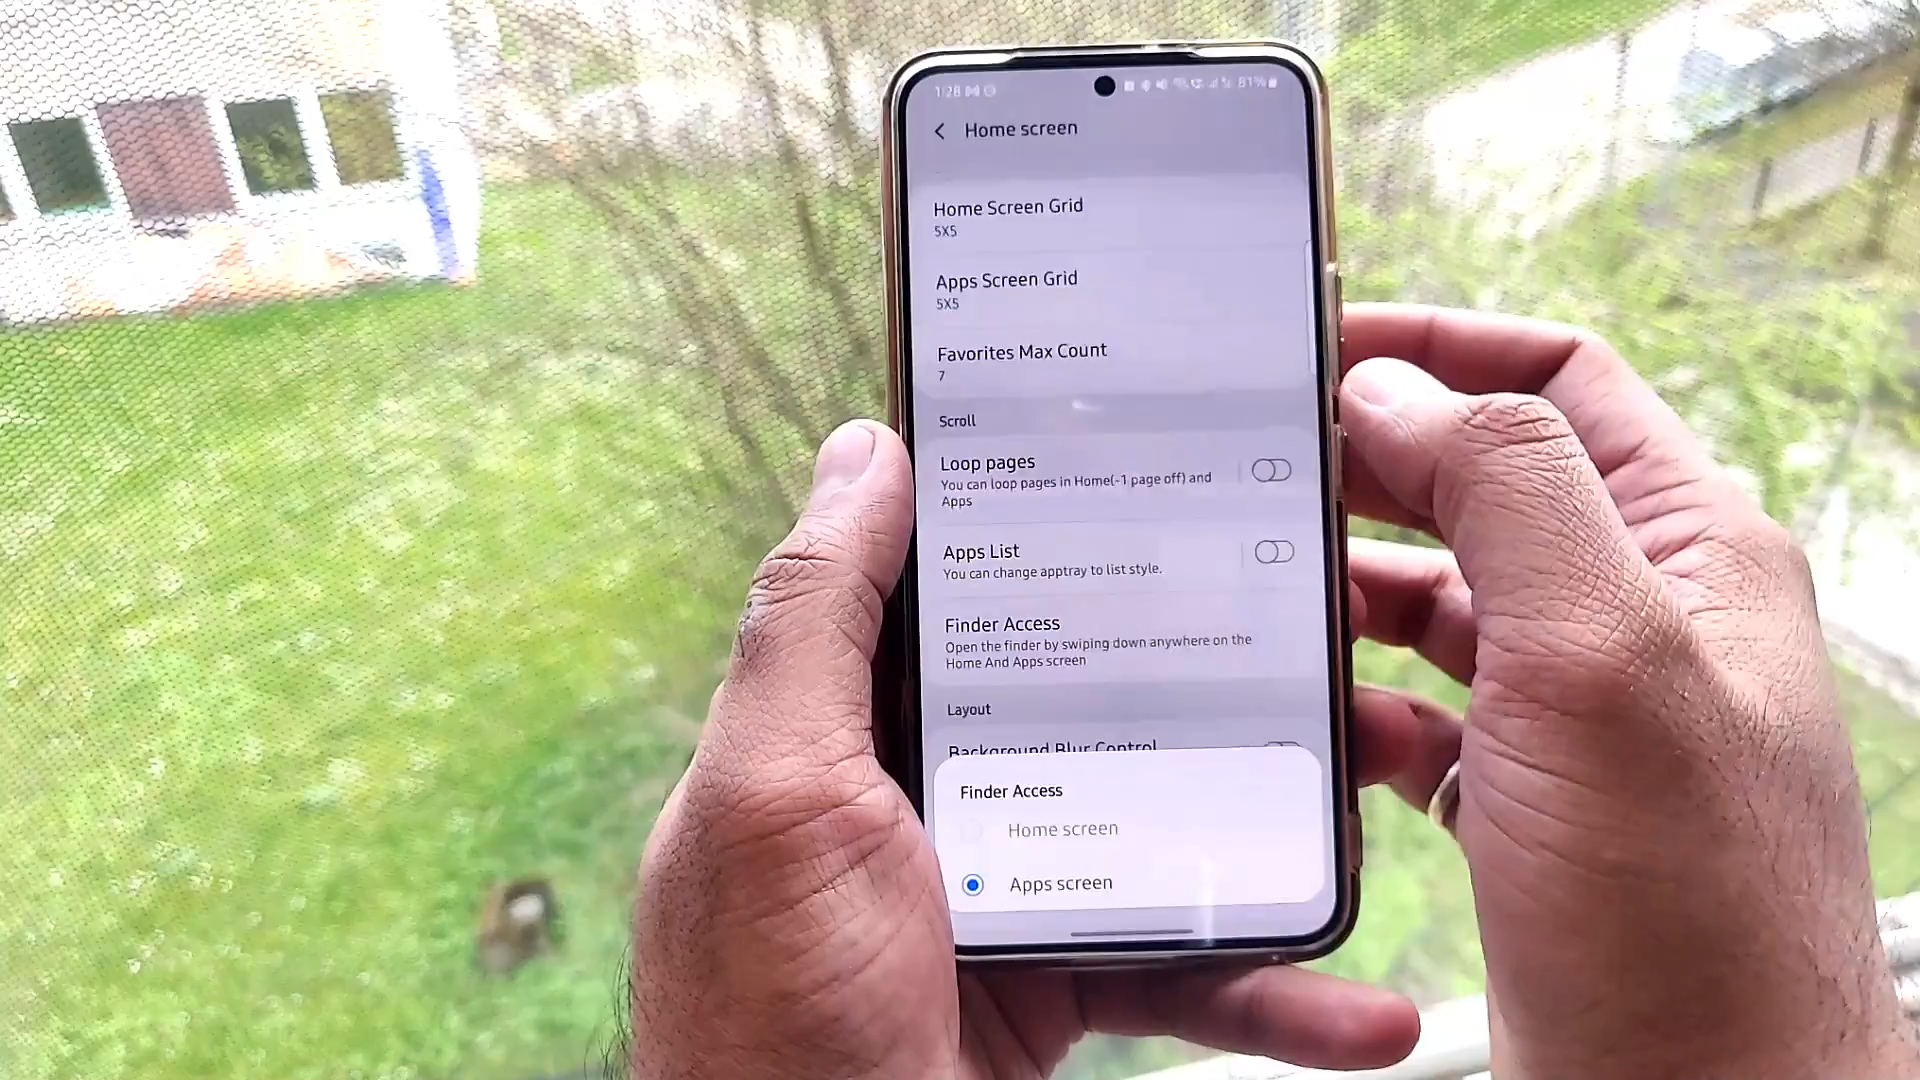 1:28
81%
Home screen
Home Screen Grid
5X5
Apps Screen Grid
5X5
Favorites Max Count
7
Scroll
Loop pages
You can loop pages in Home(-1 page off) and
Apps
Apps List
You can change apptray to list style.
Finder Access
Open the finder by swiping down anywhere on the
Home And Apps screen
Layout
Background Blur Control
Finder Access
Home screen
Apps screen